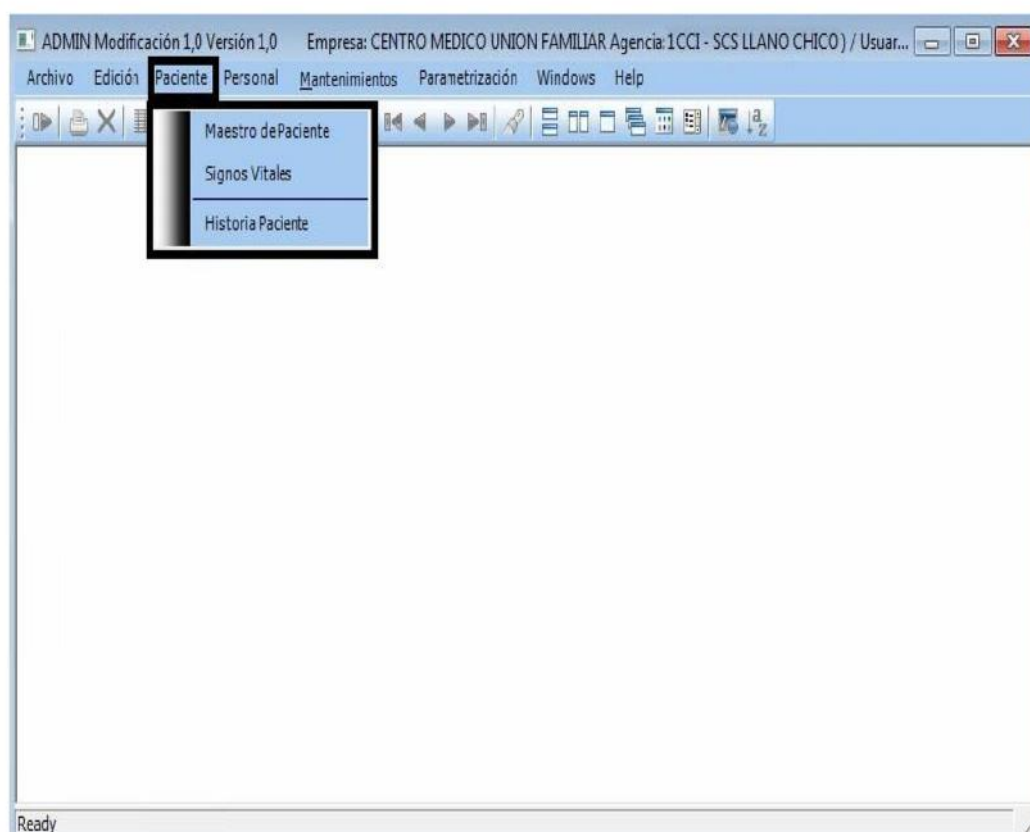 ADMIN Modificación 1,0 Versión 1,0 Empresa: CENTRO MEDICO UNION FAMILIAR Agencia: 1CCI - SCS LLANO CHICO ) / Usuar...
Archivo Edición Paciente Personal Mantenimientos Parametrización Windows Help
Maestro de Paciente
Signos Vitales
Historia Paciente
Ready